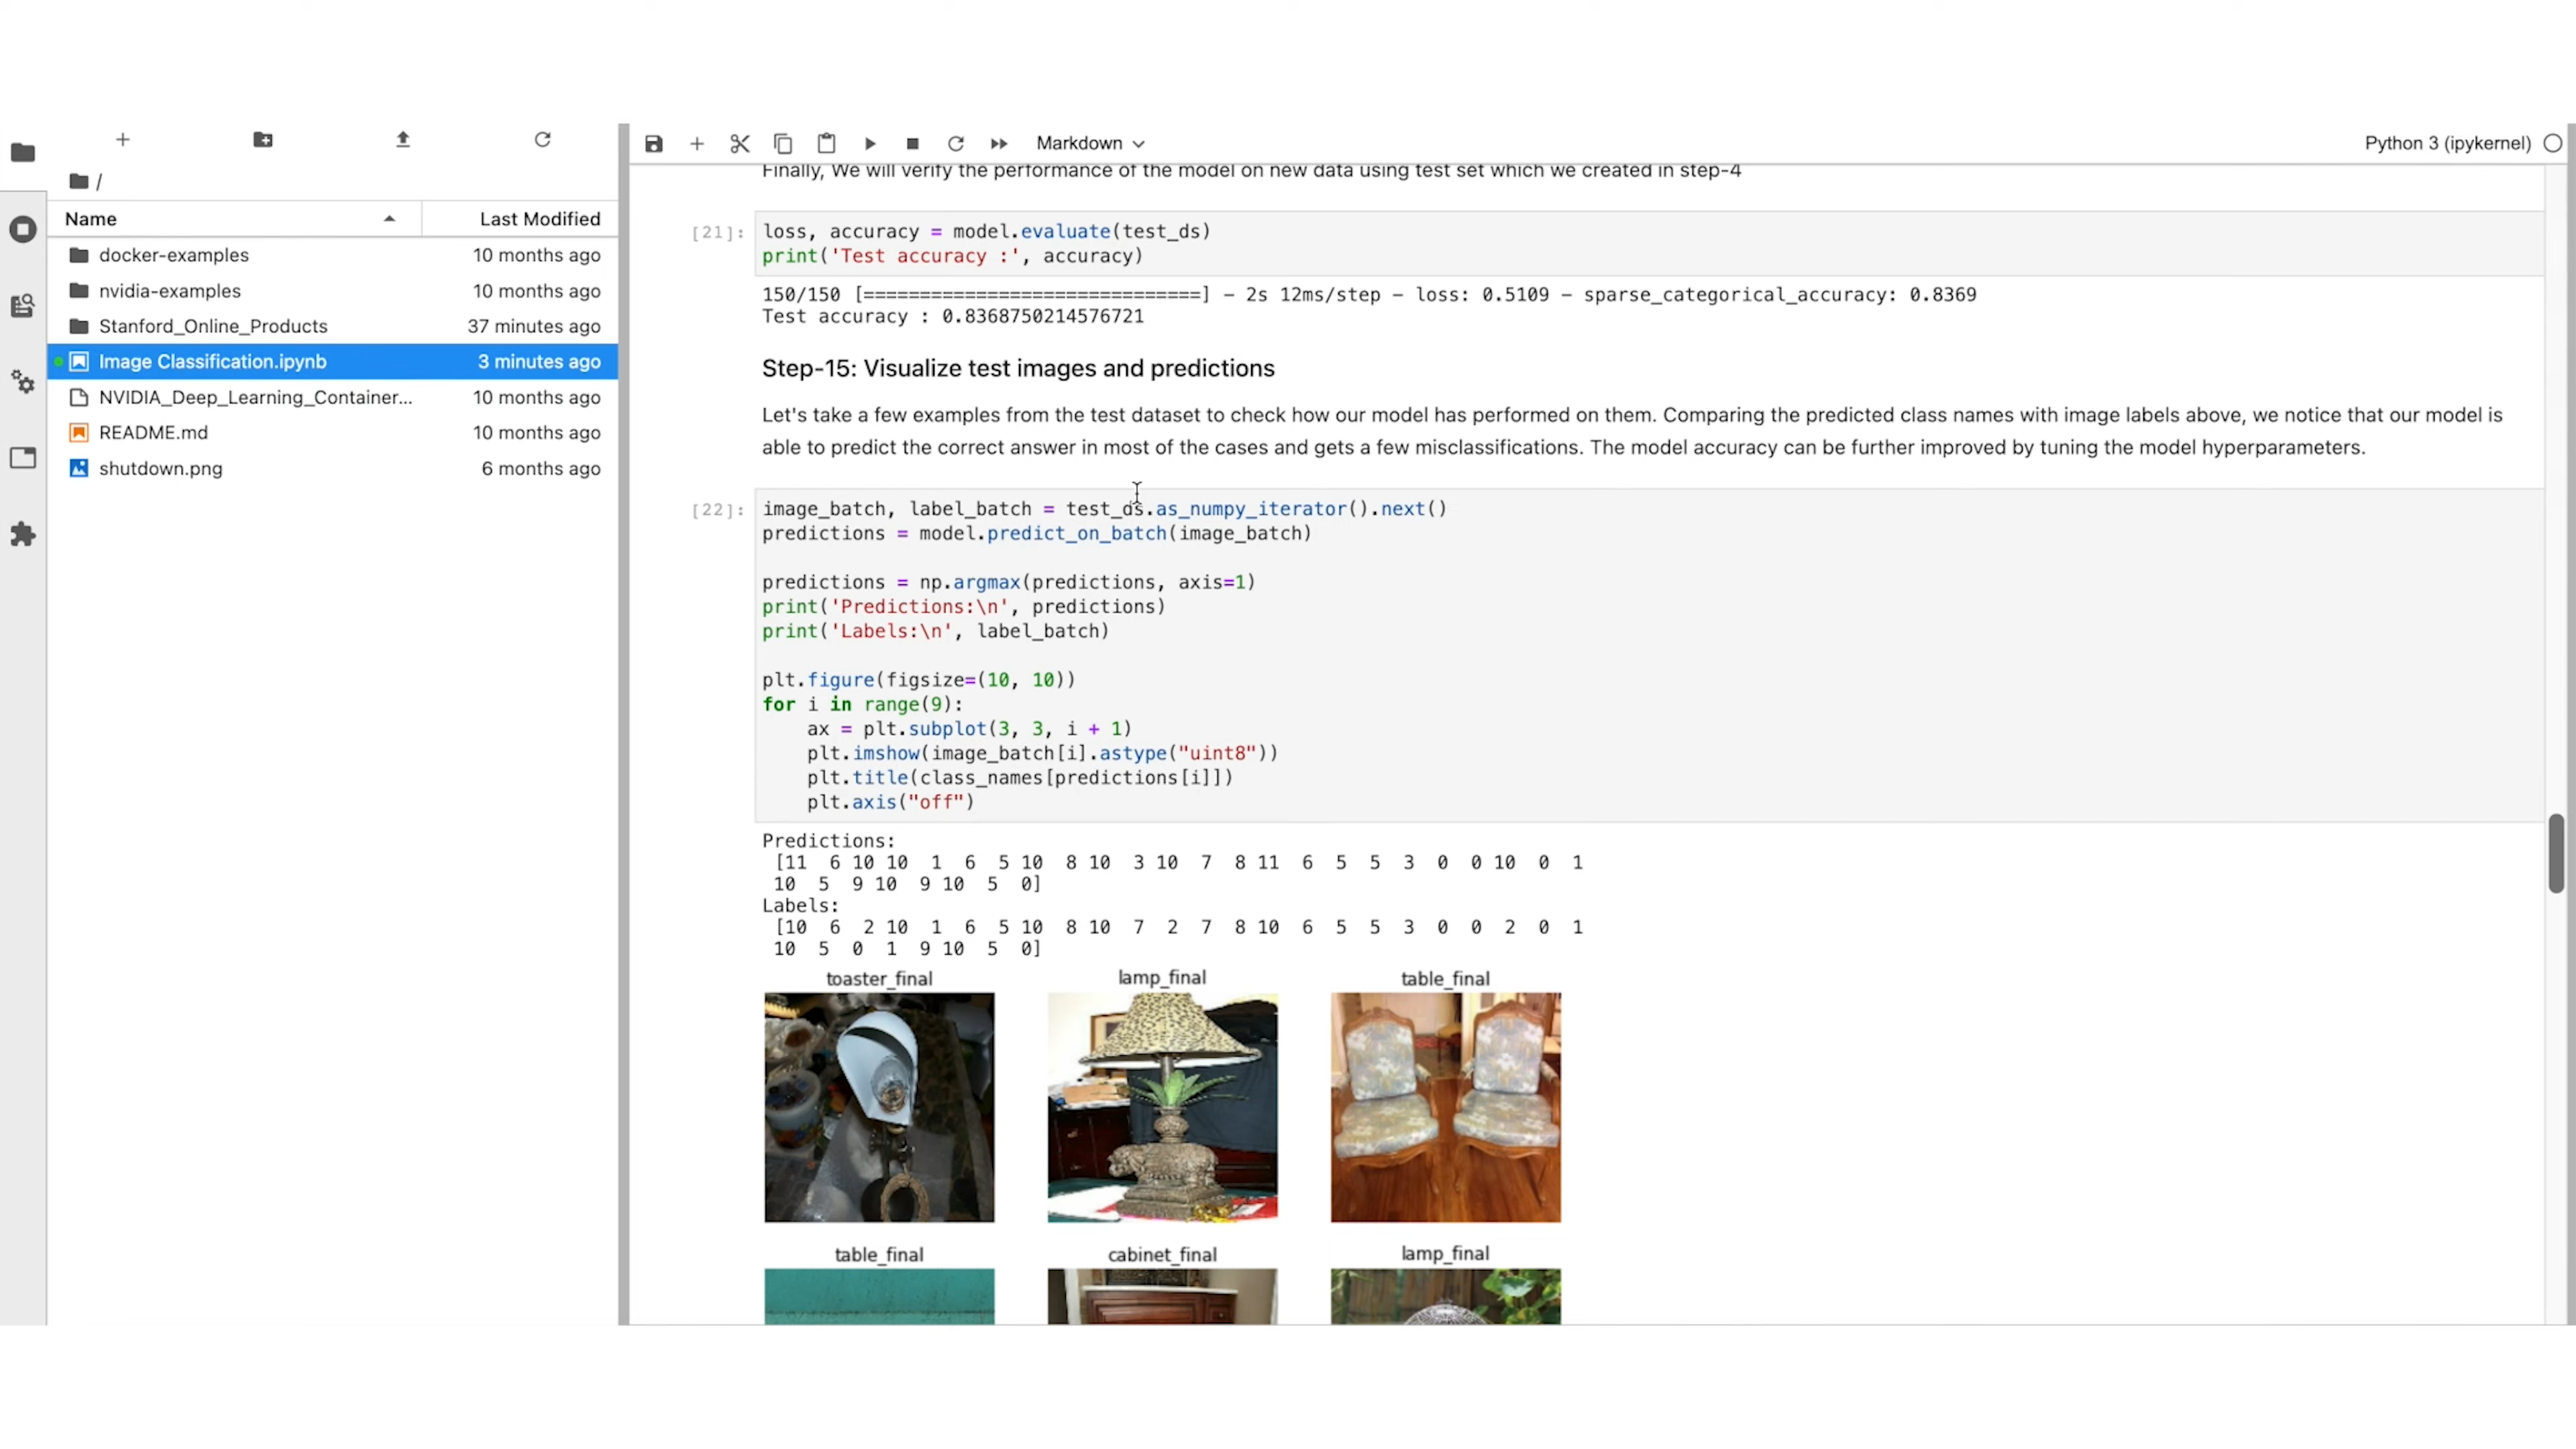 /
Name Last Modified
docker-examples 10 months ago
nvidia-examples 10 months ago
Stanford_Online_Products 37 minutes ago
Image Classification.ipynb 3 minutes ago
NVIDIA_Deep_Learning_Container... 10 months ago
README.md 10 months ago
shutdown.png 6 months ago
Markdown
Python 3 (ipykernel)
Finally, We will verify the performance of the model on new data using test set which we created in step-4
[21]: loss, accuracy = model.evaluate(test_ds)
print('Test accuracy :', accuracy)
150/150 [==============================] - 2s 12ms/step - loss: 0.5109 - sparse_categorical_accuracy: 0.8369
Test accuracy : 0.8368750214576721
Step-15: Visualize test images and predictions
Let's take a few examples from the test dataset to check how our model has performed on them. Comparing the predicted class names with image labels above, we notice that our model is
able to predict the correct answer in most of the cases and gets a few misclassifications. The model accuracy can be further improved by tuning the model hyperparameters.
[22]: image_batch, label_batch = test_ds.as_numpy_iterator().next()
predictions = model.predict_on_batch(image_batch)
predictions = np.argmax(predictions, axis=1)
print('Predictions:\n', predictions)
print('Labels:\n', label_batch)
plt.figure(figsize=(10, 10))
for i in range(9):
    ax = plt.subplot(3, 3, i + 1)
    plt.imshow(image_batch[i].astype("uint8"))
    plt.title(class_names[predictions[i]])
    plt.axis("off")
Predictions:
[11 6 10 10 1 6 5 10 8 10 3 10 7 8 11 6 5 5 3 0 0 10 0 1
10 5 9 10 9 10 5 0]
Labels:
[10 6 2 10 1 6 5 10 8 10 7 2 7 8 10 6 5 5 3 0 0 2 0 1
10 5 0 1 9 10 5 0]
toaster_final lamp_final table_final
table_final cabinet_final lamp_final